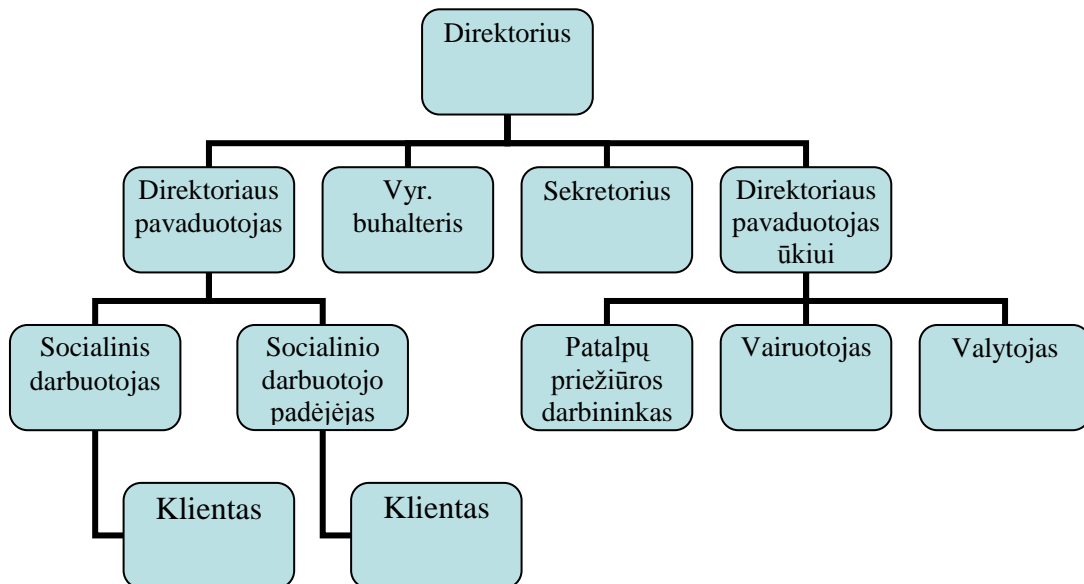 Direktorius
Direktoriaus
pavaduotojas
Vyr.
buhalteris
Sekretorius
Direktoriaus
pavaduotojas
ūkiui
Socialinis
darbuotojas
Socialinio
darbuotojo
padėjėjas
Patalpų
priežiūros
darbininkas
Vairuotojas
Valytojas
Klientas
Klientas